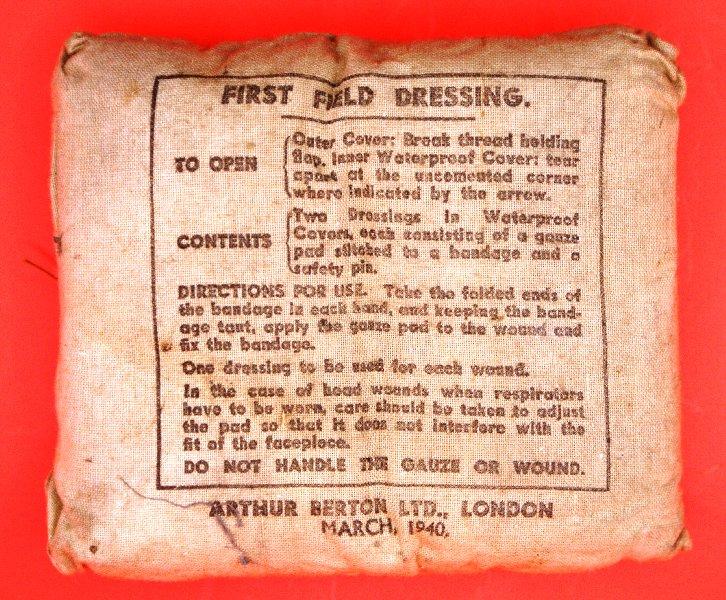 FIRST FIELD DRESSING.
TO OPEN
Outer Cover: Break thread holding
flap. Inner Waterproof Cover: tear
apart at the uncemented corner
where indicated by the arrow.
CONTENTS
Two Dressings in Waterproof
Covers, each consisting of a gauze
pad stitched to a bandage and a
safety pin.
DIRECTIONS FOR USE. Take the folded ends of
the bandage in each hand, and keeping the band-
age taut, apply the gauze pad to the wound and
fix the bandage.
One dressing to be used for each wound.
In the case of head wounds when respirators
have to be worn, care should be taken to adjust
the pad so that it does not interfere with the
fit of the facepiece.
DO NOT HANDLE THE GAUZE OR WOUND.
ARTHUR BERTON LTD., LONDON
MARCH, 1940.